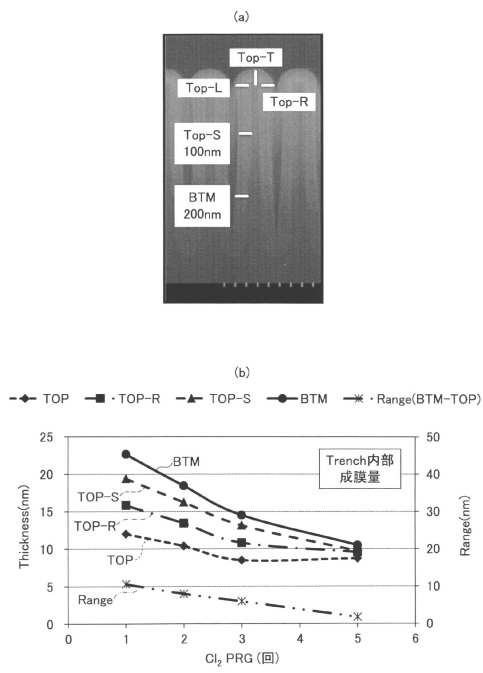 (a)
Top-T
Top-L
Top-R
Top-S
100nm
BTM
200nm
(b)
TOP
TOP-R
TOP-S
BTM
Range(BTM-TOP)
25
20
15
10
5
0
Thickness(nm)
50
40
30
20
10
0
Range(nm)
Trench内部
成膜量
BTM
TOP-S
TOP-R
TOP
Range
0
1
2
3
4
5
6
Cl₂ PRG (回)